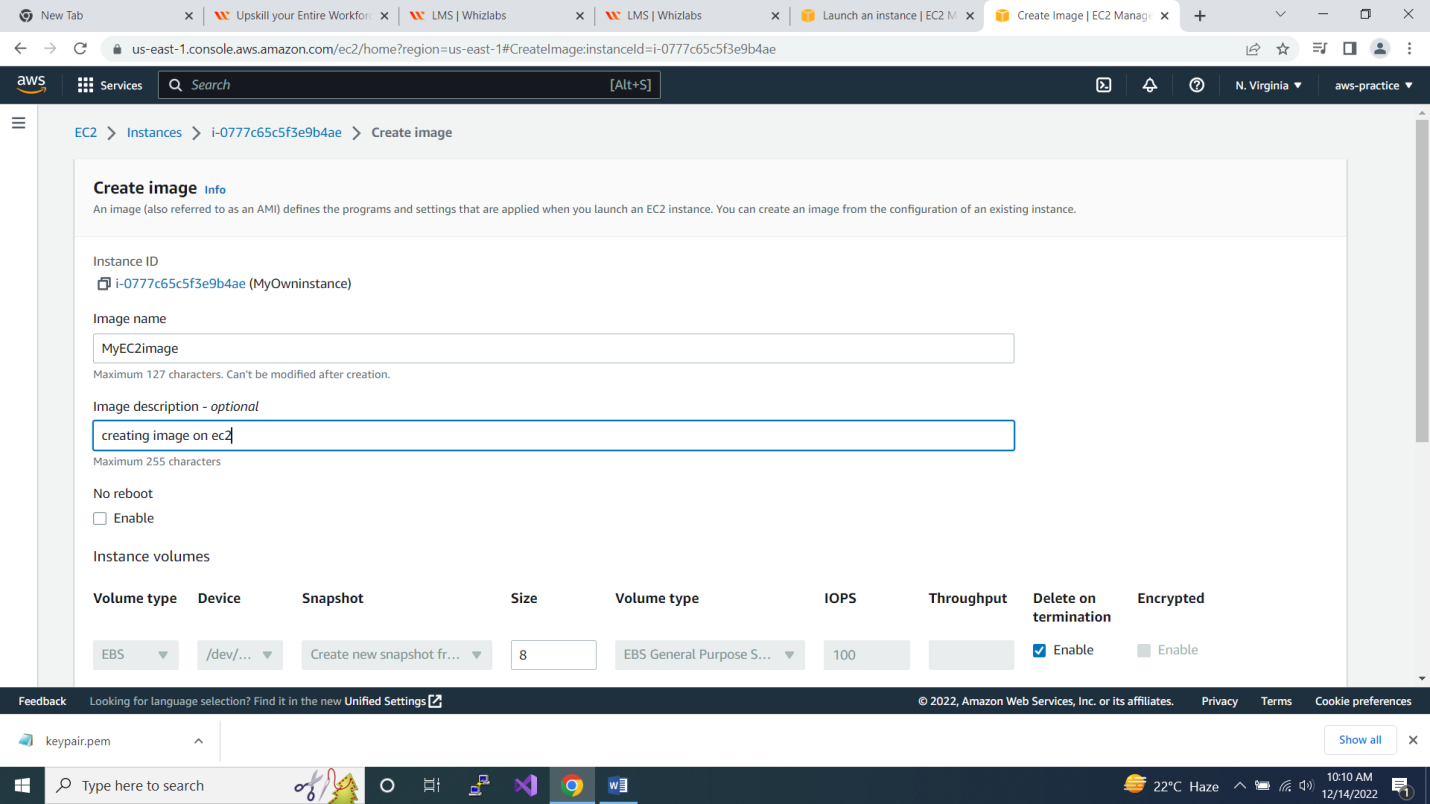 New Tab
Upskill your Entire Workforc
LMS | Whizlabs
LMS | Whizlabs
Launch an instance | EC2 M
Create Image | EC2 Manage
us-east-1.console.aws.amazon.com/ec2/home?region=us-east-1#CreateImage:instanceId=i-0777c65c5f3e9b4ae
aws
Services
Search
[Alt+S]
N. Virginia
aws-practice
EC2 > Instances > i-0777c65c5f3e9b4ae > Create image
Create image Info
An image (also referred to as an AMI) defines the programs and settings that are applied when you launch an EC2 instance. You can create an image from the configuration of an existing instance.
Instance ID
i-0777c65c5f3e9b4ae (MyOwninstance)
Image name
MyEC2image
Maximum 127 characters. Can't be modified after creation.
Image description - optional
creating image on ec2
Maximum 255 characters
No reboot
Enable
Instance volumes
Volume type Device Snapshot Size Volume type IOPS Throughput Delete on termination Encrypted
EBS /dev/... Create new snapshot fr... 8 EBS General Purpose S... 100 Enable Enable
Feedback Looking for language selection? Find it in the new Unified Settings © 2022, Amazon Web Services, Inc. or its affiliates. Privacy Terms Cookie preferences
keypair.pem
Show all
Type here to search
22°C Haze
10:10 AM
12/14/2022
1